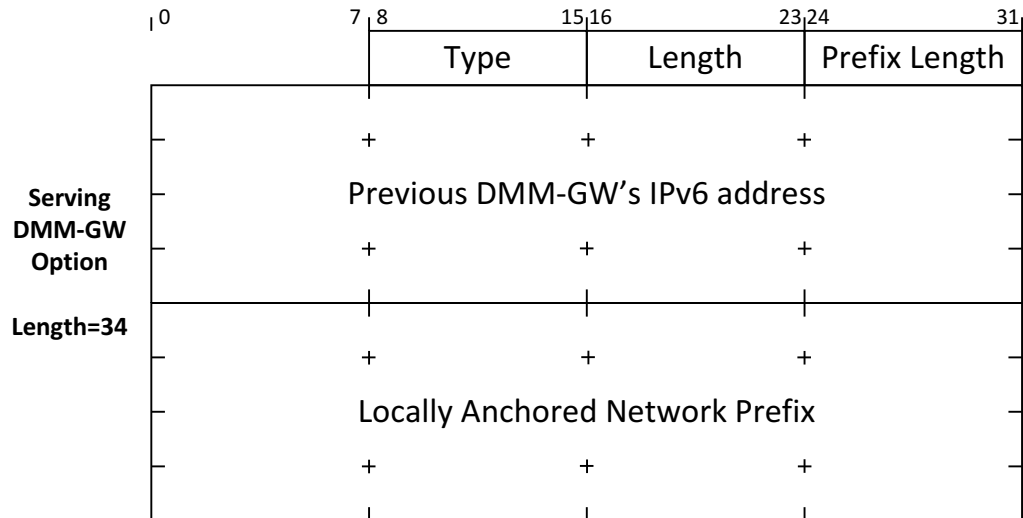 0 7 8 15 16 23 24 31
Type Length Prefix Length
Previous DMM-GW's IPv6 address
Serving
DMM-GW
Option
Length=34
Locally Anchored Network Prefix